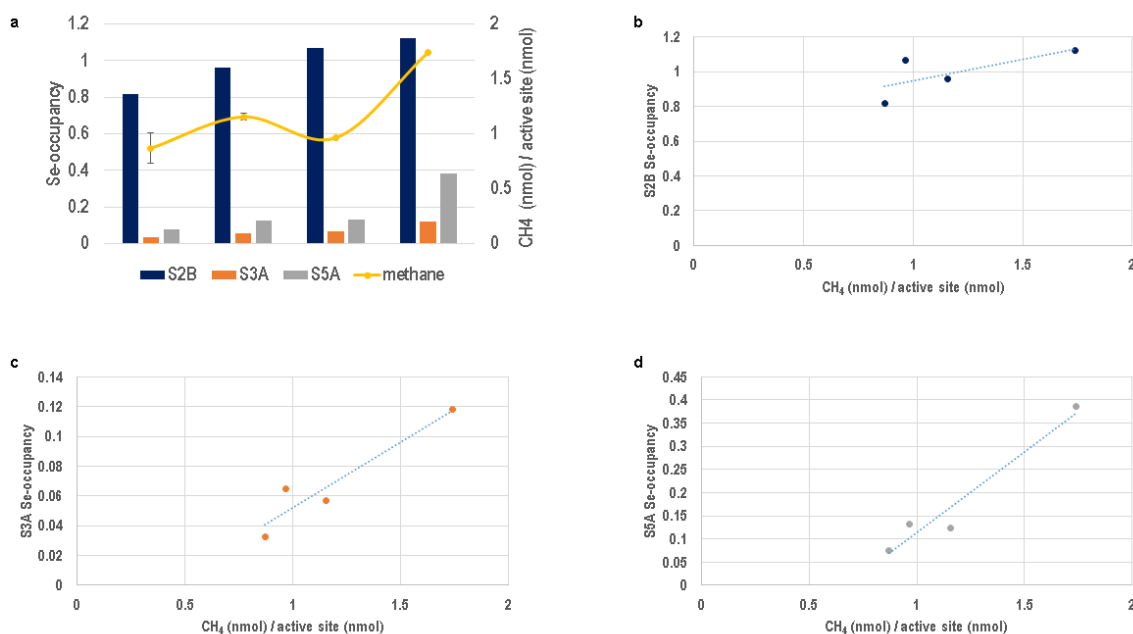 a
1.2
1
0.8
0.6
0.4
0.2
0
Se-occupancy
2
1.5
1
0.5
0
CH4 (nmol) / active site (nmol)
S2B S3A S5A methane
b
1.2
1
0.8
0.6
0.4
0.2
0
S2B Se-occupancy
0 0.5 1 1.5 2
CH₄ (nmol) / active site (nmol)
c
0.14
0.12
0.1
0.08
0.06
0.04
0.02
0
S3A Se-occupancy
0 0.5 1 1.5 2
CH₄ (nmol) / active site (nmol)
d
0.45
0.4
0.35
0.3
0.25
0.2
0.15
0.1
0.05
0
S5A Se-occupancy
0 0.5 1 1.5 2
CH₄ (nmol) / active site (nmol)